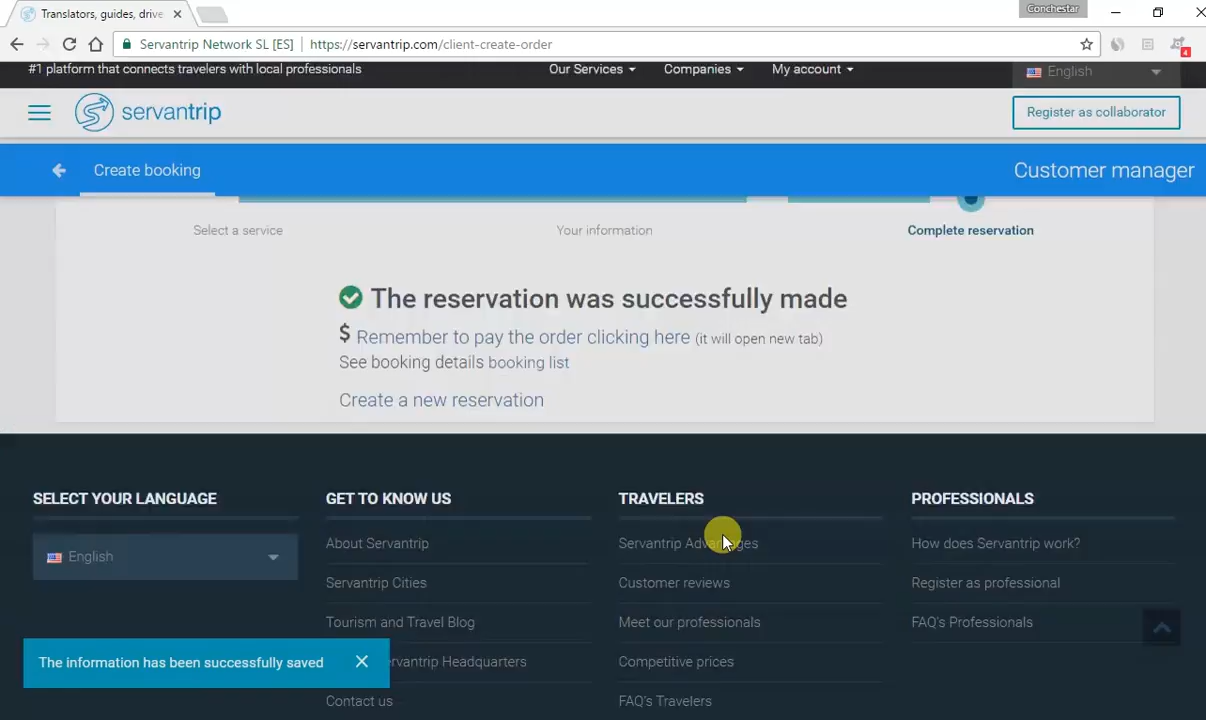 Conchestar
Translators, guides, drive
Servantrip Network SL [ES] https://servantrip.com/client-create-order
4
#1 platform that connects travelers with local professionals
Our Services
Companies
My account
English
servantrip
Register as collaborator
Create booking
Customer manager
Select a service
Your information
Complete reservation
The reservation was successfully made
$ Remember to pay the order clicking here (it will open new tab)
See booking details booking list
Create a new reservation
SELECT YOUR LANGUAGE
English
GET TO KNOW US
About Servantrip
Servantrip Cities
Tourism and Travel Blog
Headquarters
Contact us
TRAVELERS
Servantrip Advantages
Customer reviews
Meet our professionals
Competitive prices
FAQ's Travelers
PROFESSIONALS
How does Servantrip work?
Register as professional
FAQ's Professionals
The information has been successfully saved